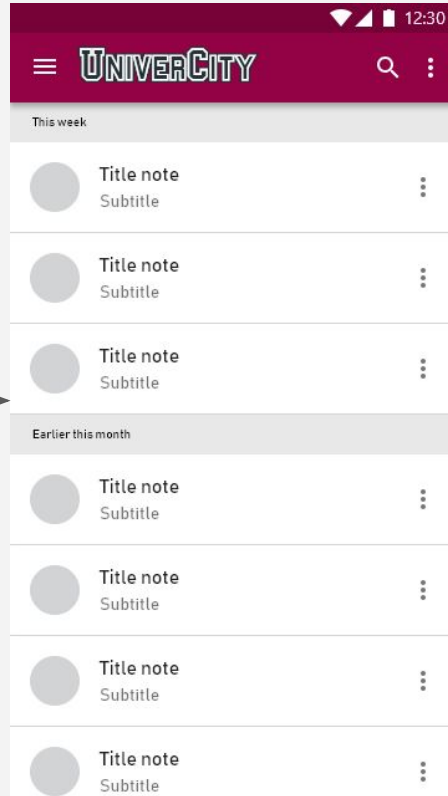 12:30
UNIVERCITY
This week
Title note
Subtitle
Title note
Subtitle
Title note
Subtitle
Earlier this month
Title note
Subtitle
Title note
Subtitle
Title note
Subtitle
Title note
Subtitle